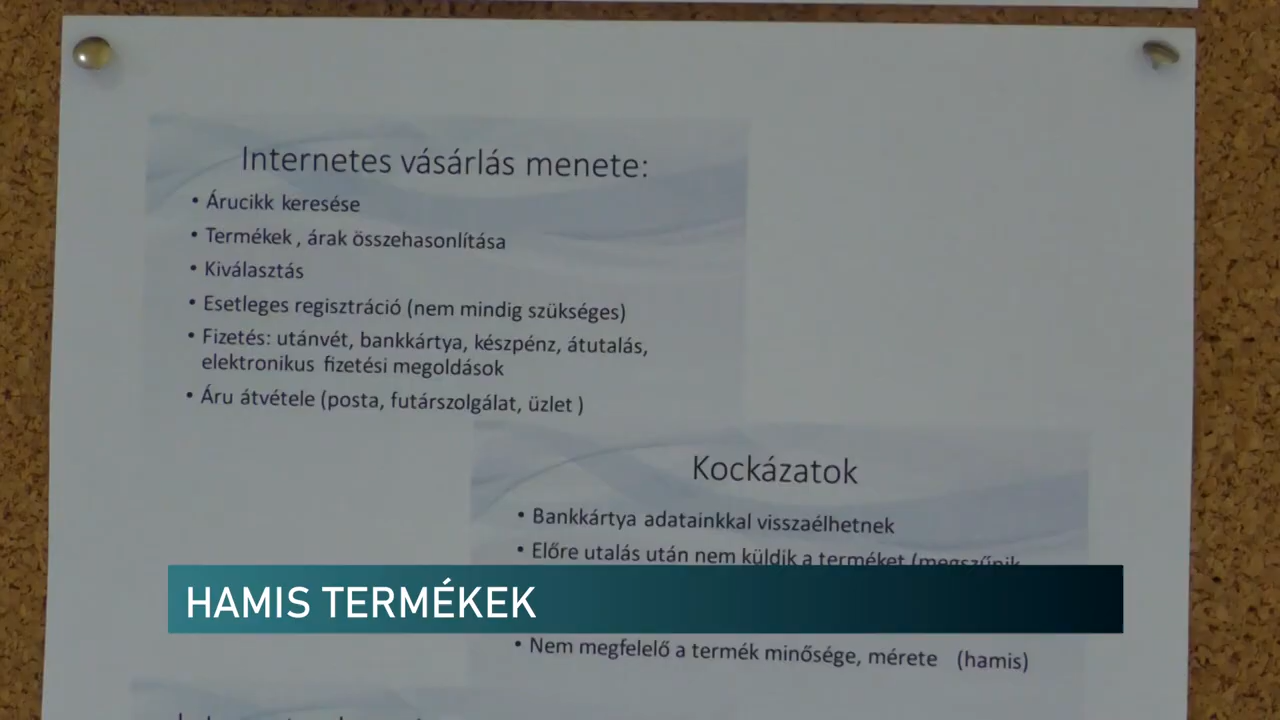 Internetes vásárlás menete:
• Árucikk keresése
• Termékek , árak összehasonlítása
• Kiválasztás
• Esetleges regisztráció (nem mindig szükséges)
• Fizetés: utánvét, bankkártya, készpénz, átutalás,
elektronikus fizetési megoldások
• Áru átvétele (posta, futárszolgálat, üzlet )
Kockázatok
• Bankkártya adatainkkal visszaélhetnek
• Előre utalás után nem küldik a terméket (megszűnik
HAMIS TERMÉKEK
• Nem megfelelő a termék minősége, mérete (hamis)